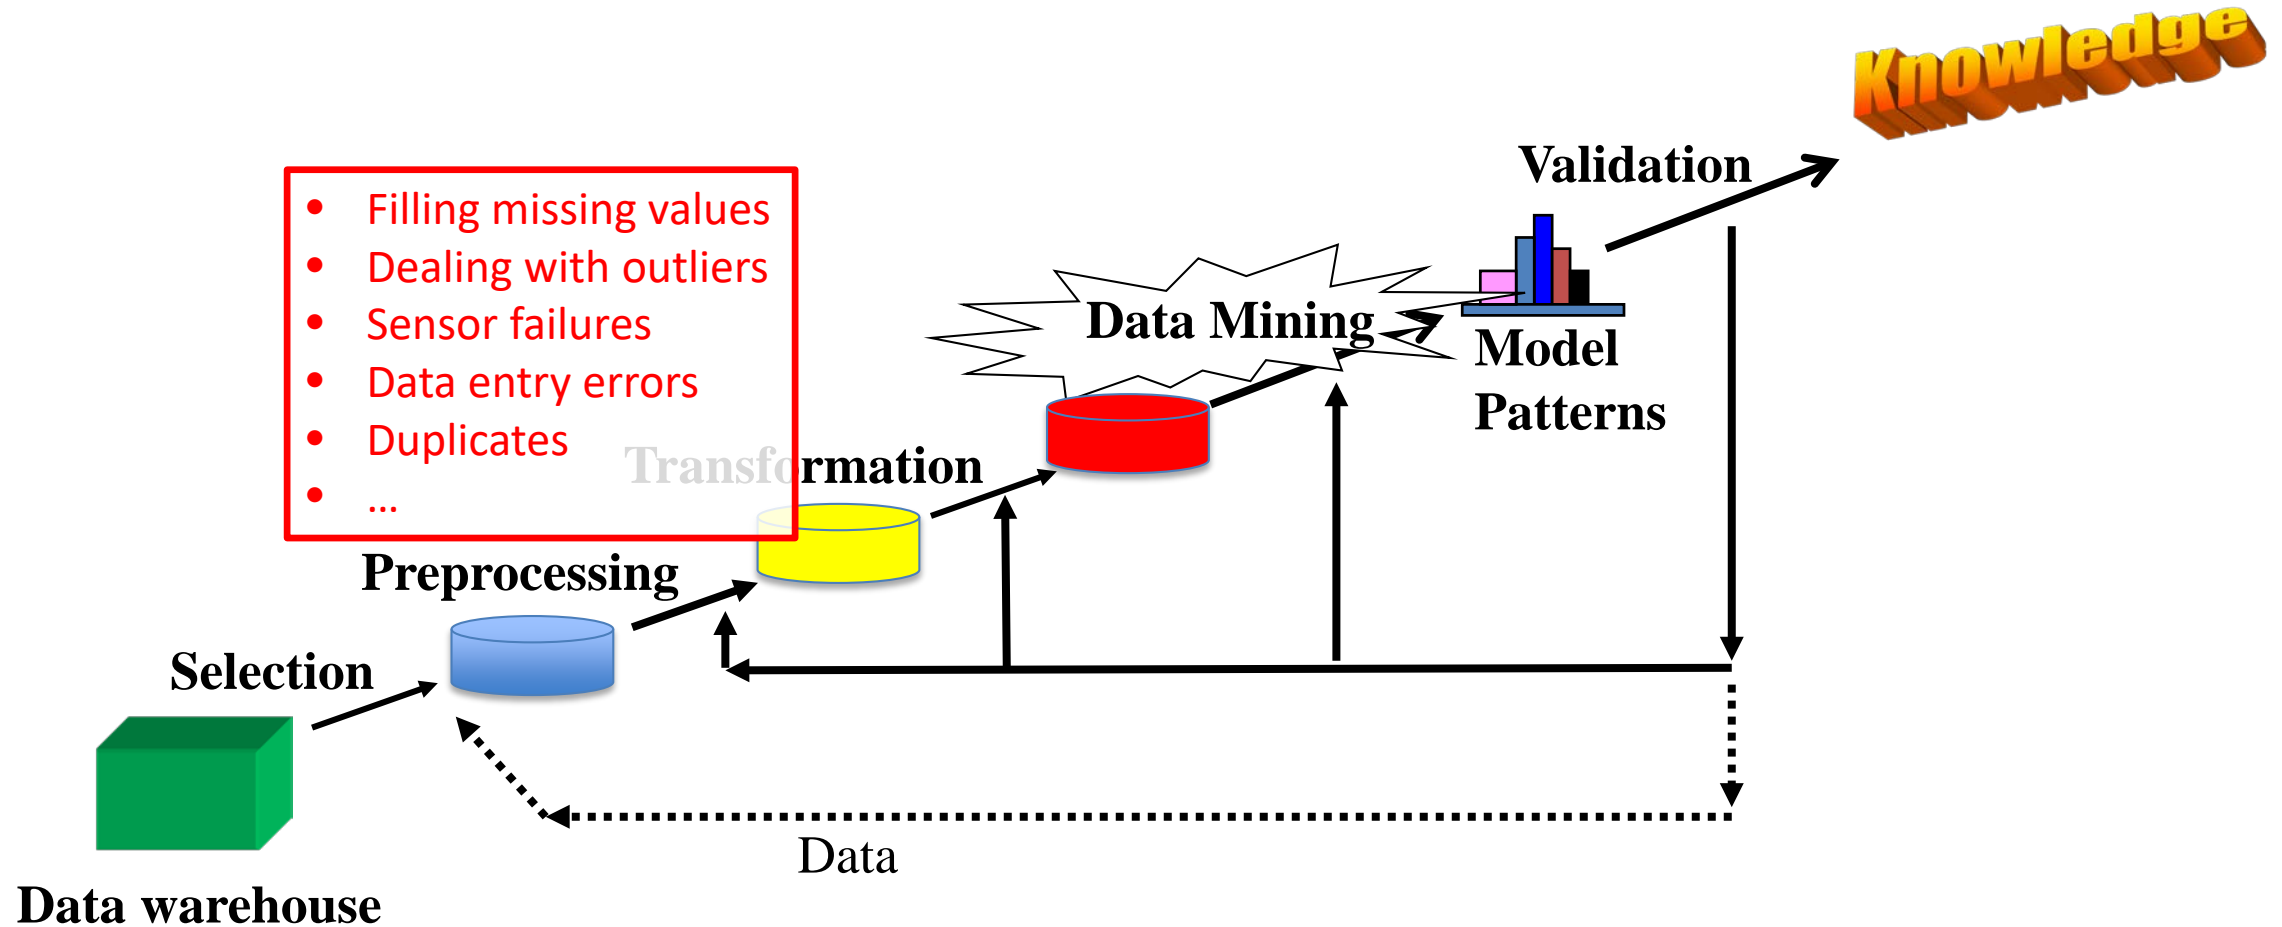 Knowledge
Validation
• Filling missing values
• Dealing with outliers
• Sensor failures
• Data entry errors
• Duplicates
• ...
Data Mining
Model
Patterns
Transformation
Preprocessing
Selection
Data
Data warehouse